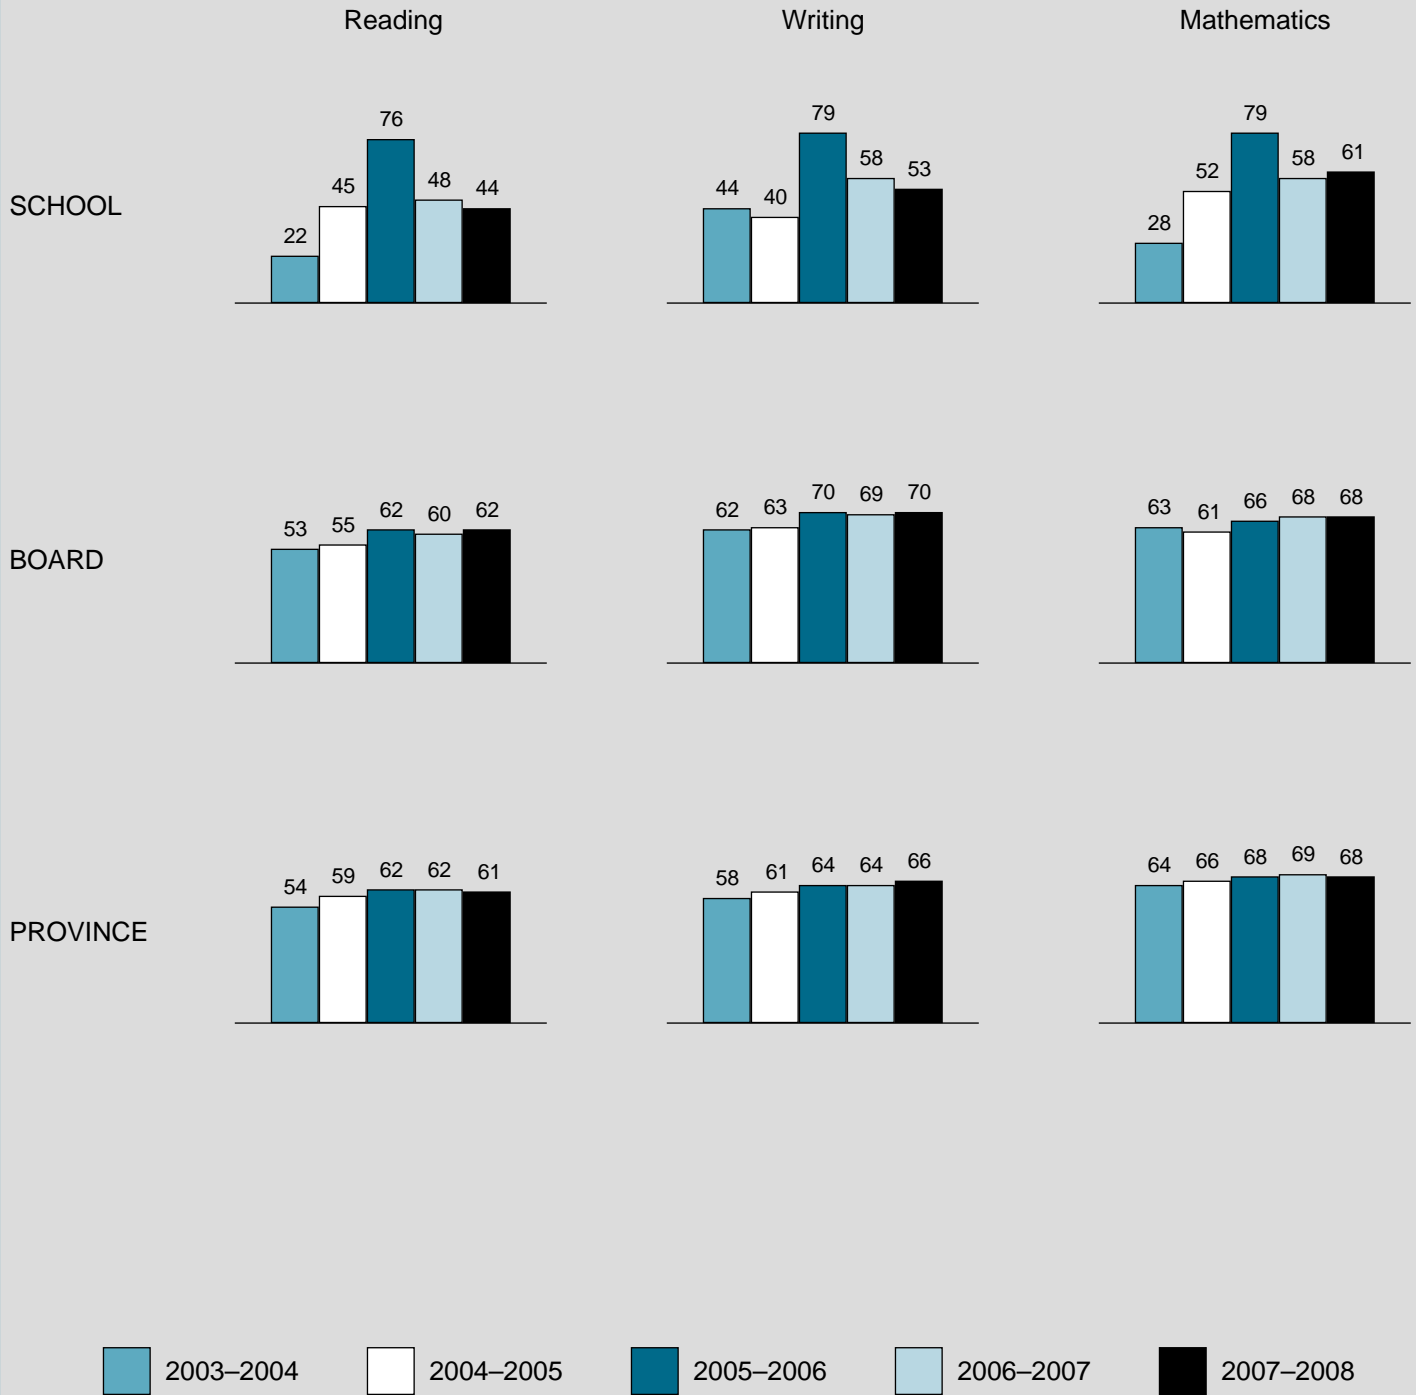 Reading Writing Mathematics
SCHOOL
22 45 76 48 44
44 40 79 58 53
28 52 79 58 61
BOARD
53 55 62 60 62
62 63 70 69 70
63 61 66 68 68
PROVINCE
54 59 62 62 61
58 61 64 64 66
64 66 68 69 68
2003–2004 2004–2005 2005–2006 2006–2007 2007–2008